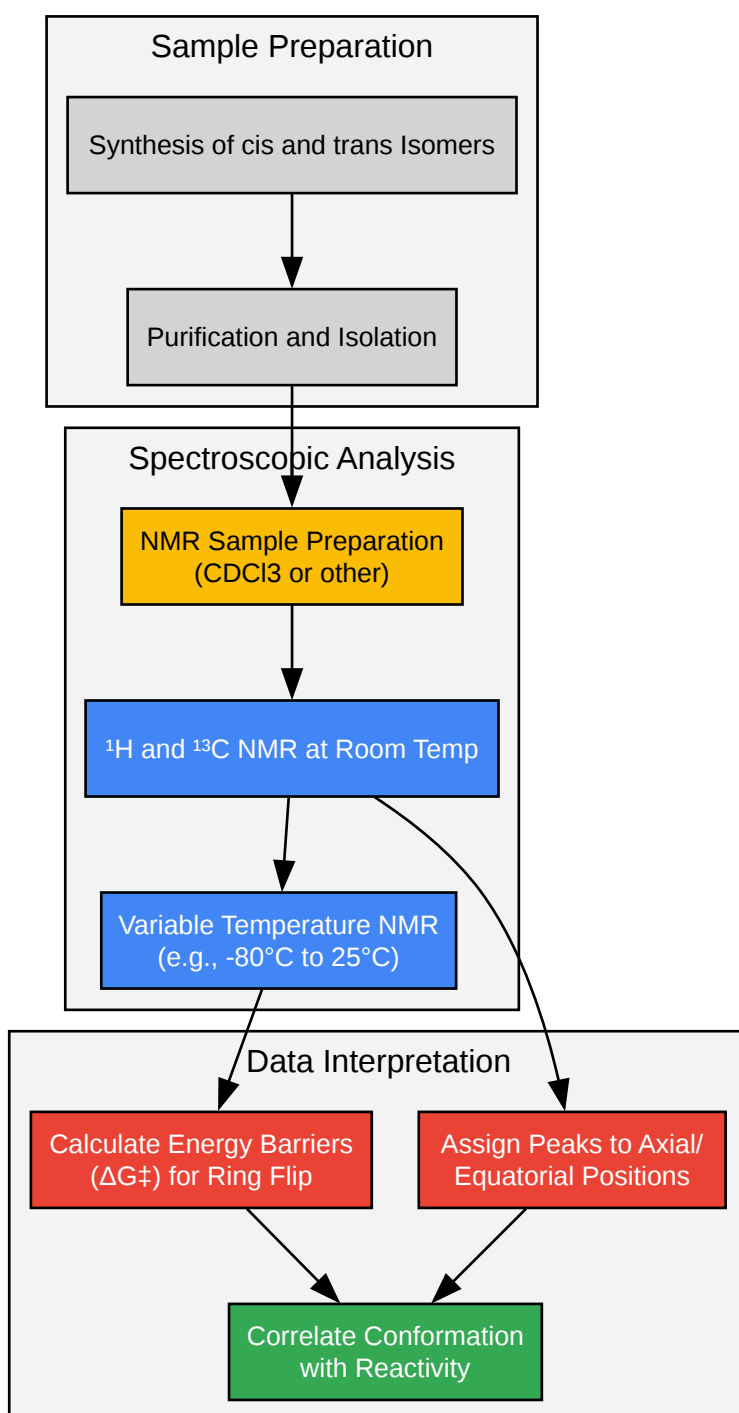 Sample Preparation
Synthesis of cis and trans Isomers
Purification and Isolation
Spectroscopic Analysis
NMR Sample Preparation
(CDCl3 or other)
¹H and ¹³C NMR at Room Temp
Variable Temperature NMR
(e.g., -80°C to 25°C)
Data Interpretation
Calculate Energy Barriers
(ΔG‡) for Ring Flip
Assign Peaks to Axial/
Equatorial Positions
Correlate Conformation
with Reactivity